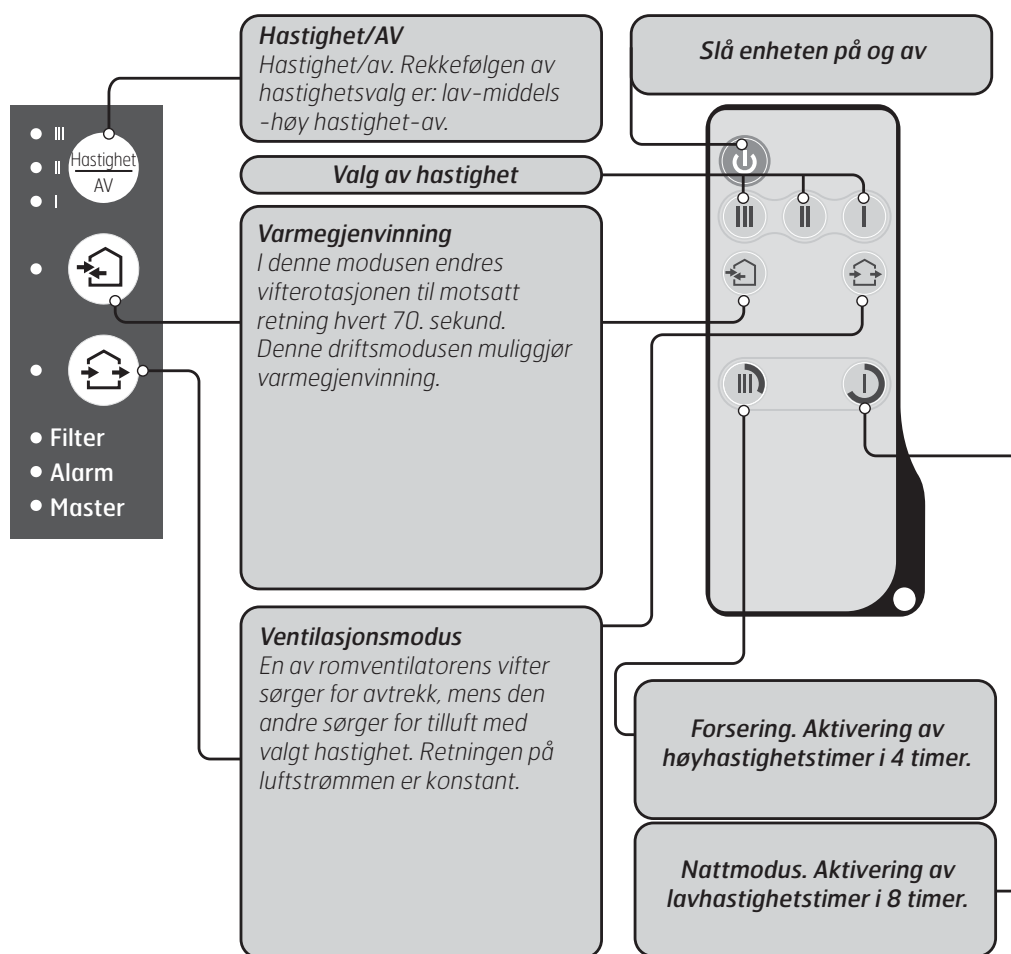 Hastighet/AV
Hastighet/av. Rekkefølgen av
hastighetsvalg er: lav-middels
-høy hastighet-av.
Slå enheten på og av
III
II
I
Hastighet
AV
Valg av hastighet
III
II
I
Varmegjenvinning
I denne modusen endres
vifterotasjonen til motsatt
retning hvert 70. sekund.
Denne driftsmodusen muliggjør
varmegjenvinning.
III
I
Filter
Alarm
Master
Ventilasjonsmodus
En av romventilatorens vifter
sørger for avtrekk, mens den
andre sørger for tilluft med
valgt hastighet. Retningen på
luftstrømmen er konstant.
Forsering. Aktivering av
høyhastighetstimer i 4 timer.
Nattmodus. Aktivering av
lavhastighetstimer i 8 timer.